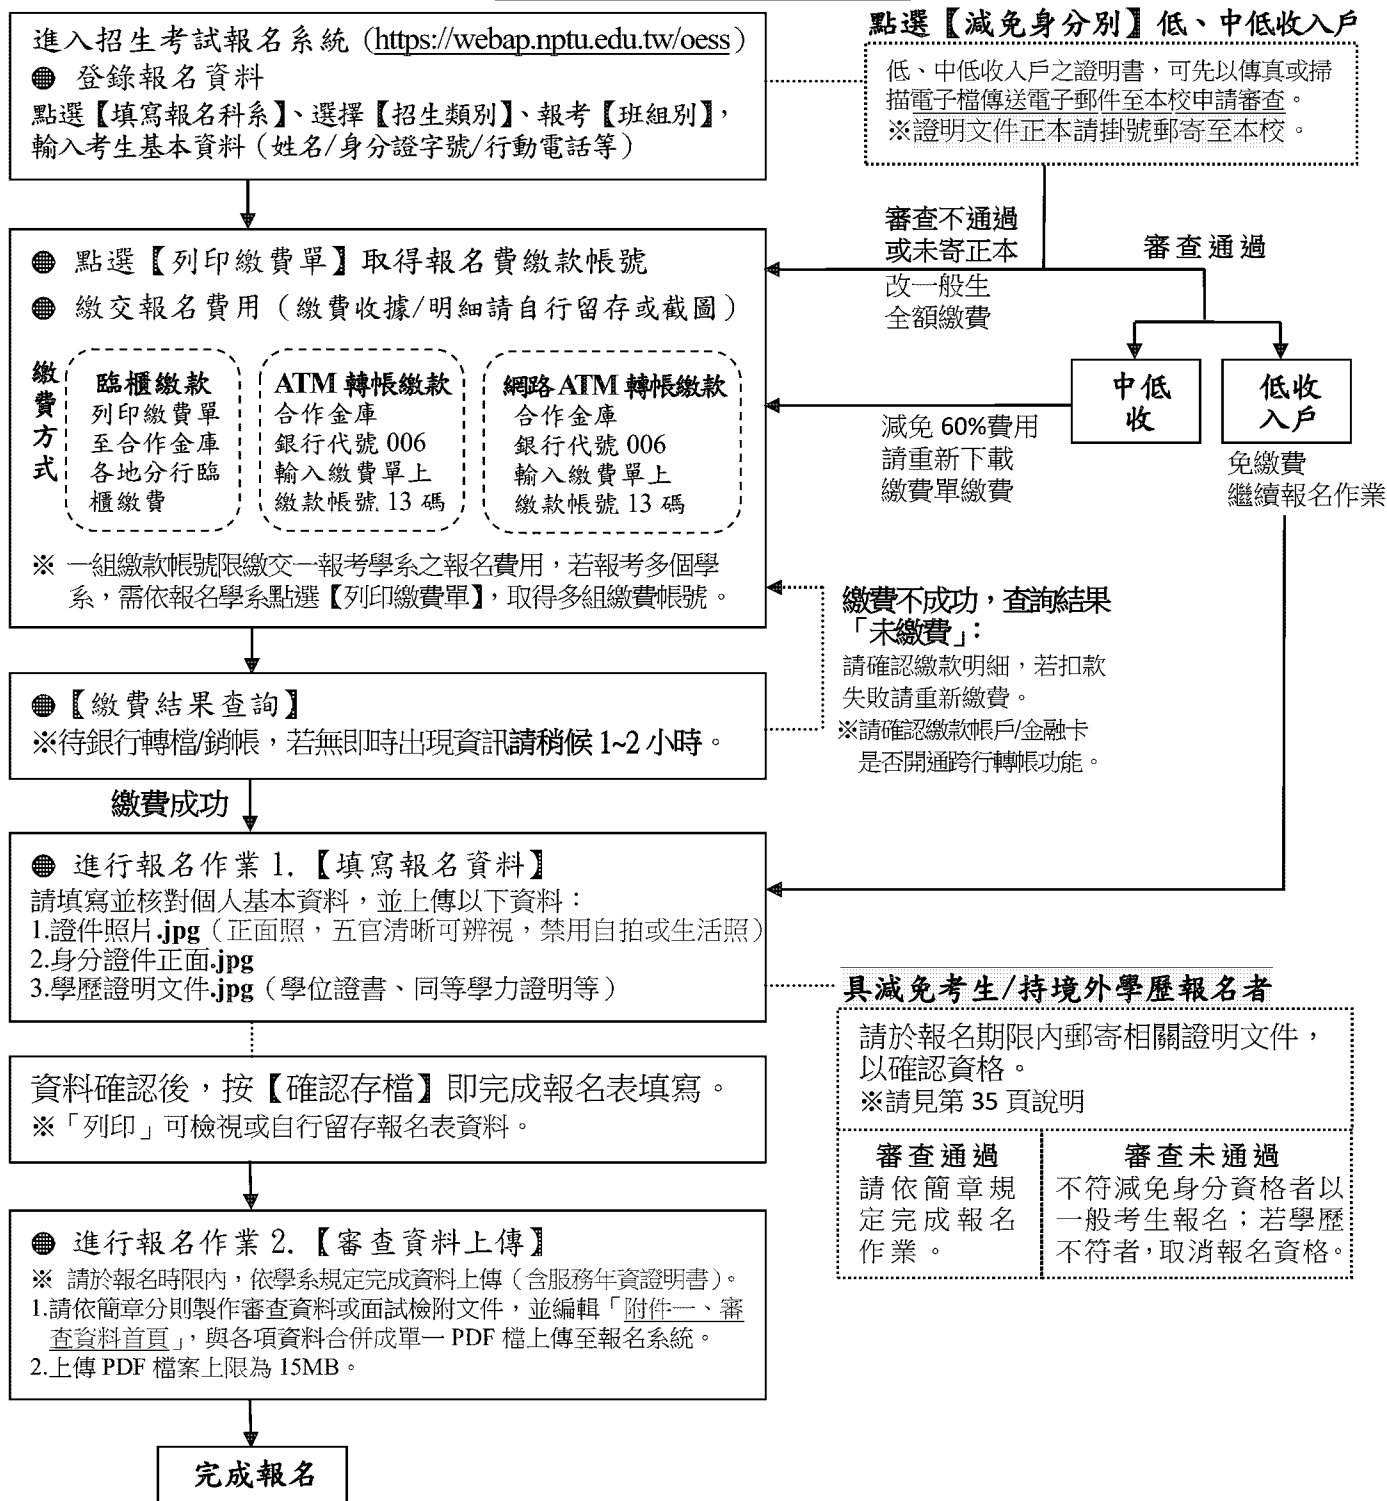 進入招生考試報名系統（https://webap.nptu.edu.tw/oess）
● 登錄報名資料
點選【填寫報名科系】、選擇【招生類別】、報考【班組別】，
輸入考生基本資料（姓名/身分證字號/行動電話等）
點選【減免身分別】低、中低收入戶
低、中低收入戶之證明書，可先以傳真或掃
描電子檔傳送電子郵件至本校申請審查。
※證明文件正本請掛號郵寄至本校。
審查不通過
或未寄正本
改一般生
全額繳費
審查通過
● 點選【列印繳費單】取得報名費繳款帳號
● 繳交報名費用（繳費收據/明細請自行留存或截圖）
繳費方式
臨櫃繳款
列印繳費單
至合作金庫
各地分行臨
櫃繳費
ATM 轉帳繳款
合作金庫
銀行代號 006
輸入繳費單上
繳款帳號 13 碼
網路 ATM 轉帳繳款
合作金庫
銀行代號 006
輸入繳費單上
繳款帳號 13 碼
※ 一組繳款帳號限繳交一報考學系之報名費用，若報考多個學
系，需依報名學系點選【列印繳費單】，取得多組繳費帳號。
中低
收
低收
入戶
減免 60%費用
請重新下載
繳費單繳費
免繳費
繼續報名作業
繳費不成功，查詢結果
「未繳費」：
請確認繳款明細，若扣款
失敗請重新繳費。
※請確認繳款帳戶/金融卡
是否開通跨行轉帳功能。
●【繳費結果查詢】
※待銀行轉檔/銷帳，若無即時出現資訊請稍候 1~2 小時。
繳費成功
● 進行報名作業 1.【填寫報名資料】
請填寫並核對個人基本資料，並上傳以下資料：
1.證件照片.jpg（正面照，五官清晰可辨視，禁用自拍或生活照）
2.身分證件正面.jpg
3.學歷證明文件.jpg（學位證書、同等學力證明等）
具減免考生/持境外學歷報名者
請於報名期限內郵寄相關證明文件，
以確認資格。
※請見第 35 頁說明
審查通過
請依簡章規
定完成報名
作業。
審查未通過
不符減免身分資格者以
一般考生報名；若學歷
不符者，取消報名資格。
資料確認後，按【確認存檔】即完成報名表填寫。
※「列印」可檢視或自行留存報名表資料。
● 進行報名作業 2.【審查資料上傳】
※ 請於報名時限內，依學系規定完成資料上傳（含服務年資證明書）。
1.請依簡章分則製作審查資料或面試檢附文件，並編輯「附件一、審
查資料首頁」，與各項資料合併成單一 PDF 檔上傳至報名系統。
2.上傳 PDF 檔案上限為 15MB。
完成報名